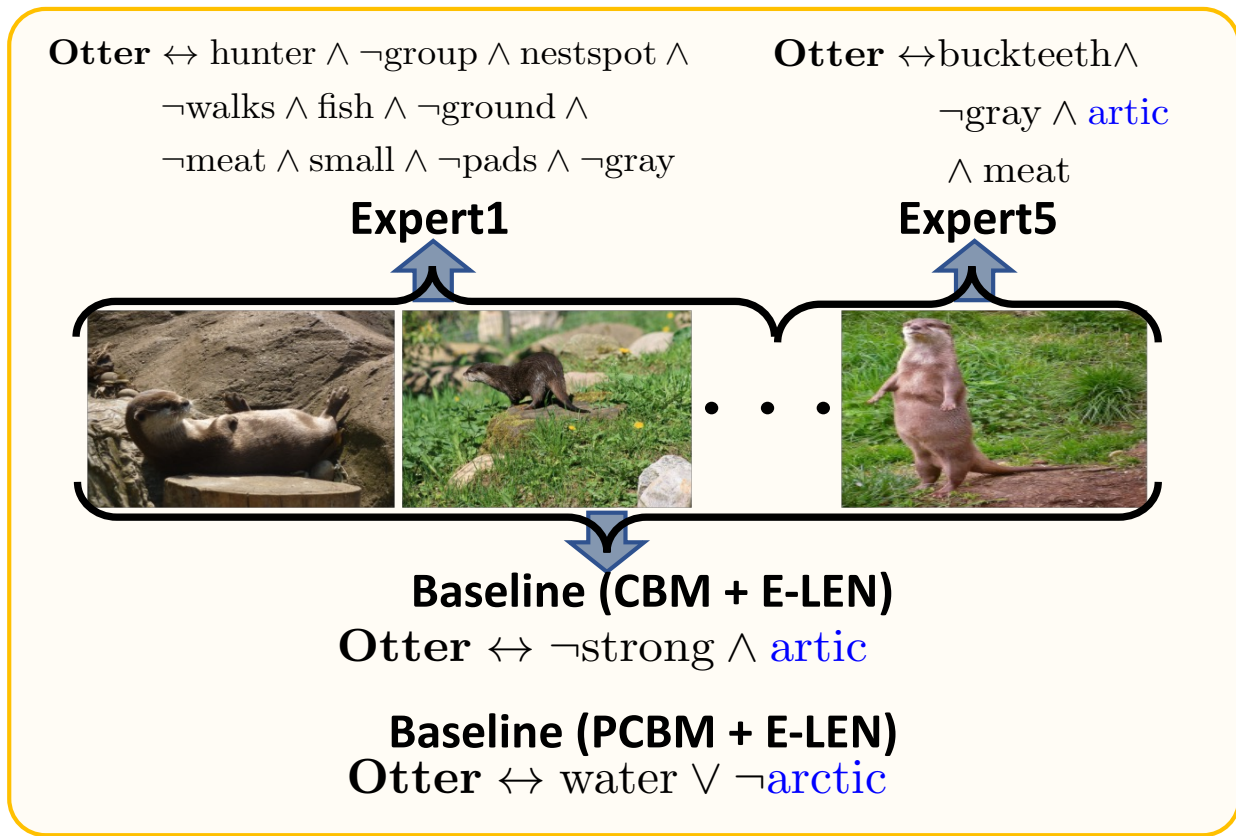 Otter ↔ hunter ∧ ¬group ∧ nestspot ∧
¬walks ∧ fish ∧ ¬ground ∧
¬meat ∧ small ∧ ¬pads ∧ ¬gray
Expert1
Otter ↔buckteeth∧
¬gray ∧ artic
∧ meat
Expert5
Baseline (CBM + E-LEN)
Otter ↔ ¬strong ∧ artic
Baseline (PCBM + E-LEN)
Otter ↔ water ∨ ¬arctic